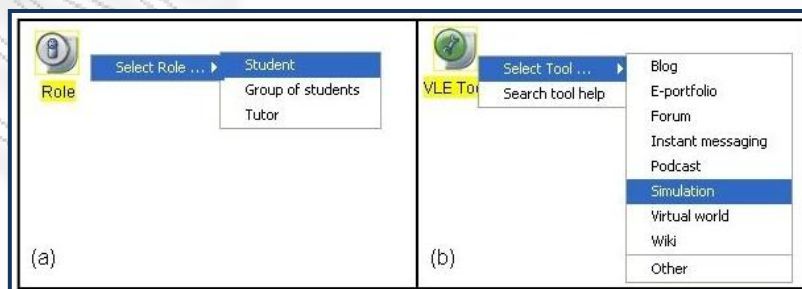 Select Role ...
Student
Group of students
Tutor
Role
(a)
Select Tool ...
Search tool help
VLE Too
Blog
E-portfolio
Forum
Instant messaging
Podcast
Simulation
Virtual world
Wiki
Other
(b)